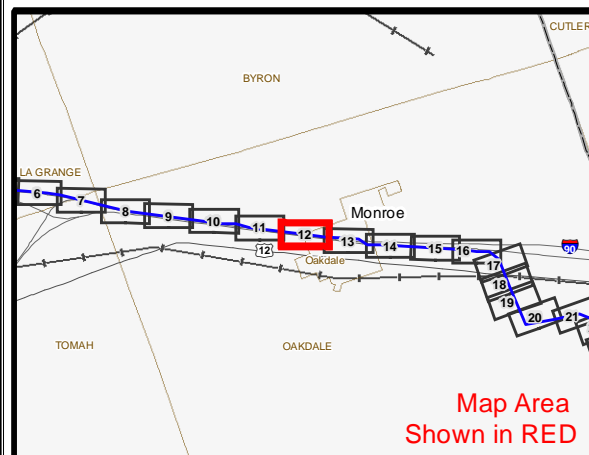 CUTLER
BYRON
LA GRANGE
6
7
8
9
10
11
12
13
14
15
16
Monroe
12
Oakdale
90
17
18
19
20
21
TOMAH
OAKDALE
Map Area
Shown in RED